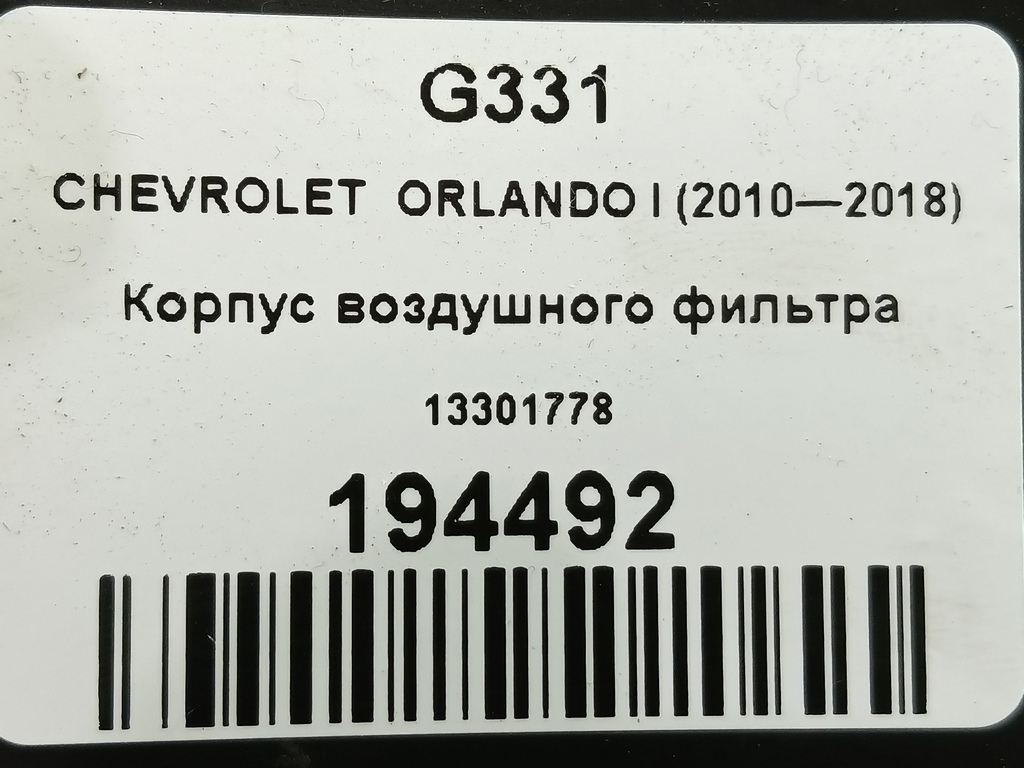 G331
CHEVROLET ORLANDO I (2010—2018)
Корпус воздушного фильтра
13301778
194492